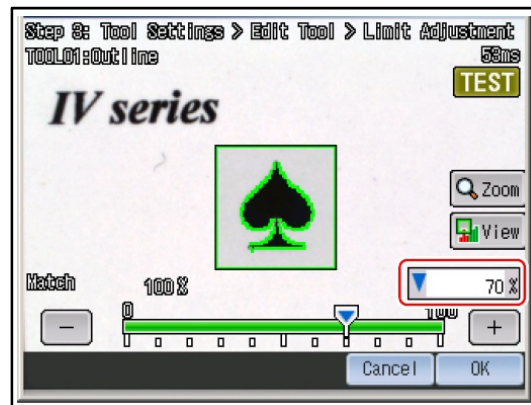 Step 3: Tool Settings > Edit Tool > Limit Adjustment
TOOL01:Outline 53ms
TEST
IV series
Zoom
View
Match 100% 70%
0 100
− +
Cancel OK